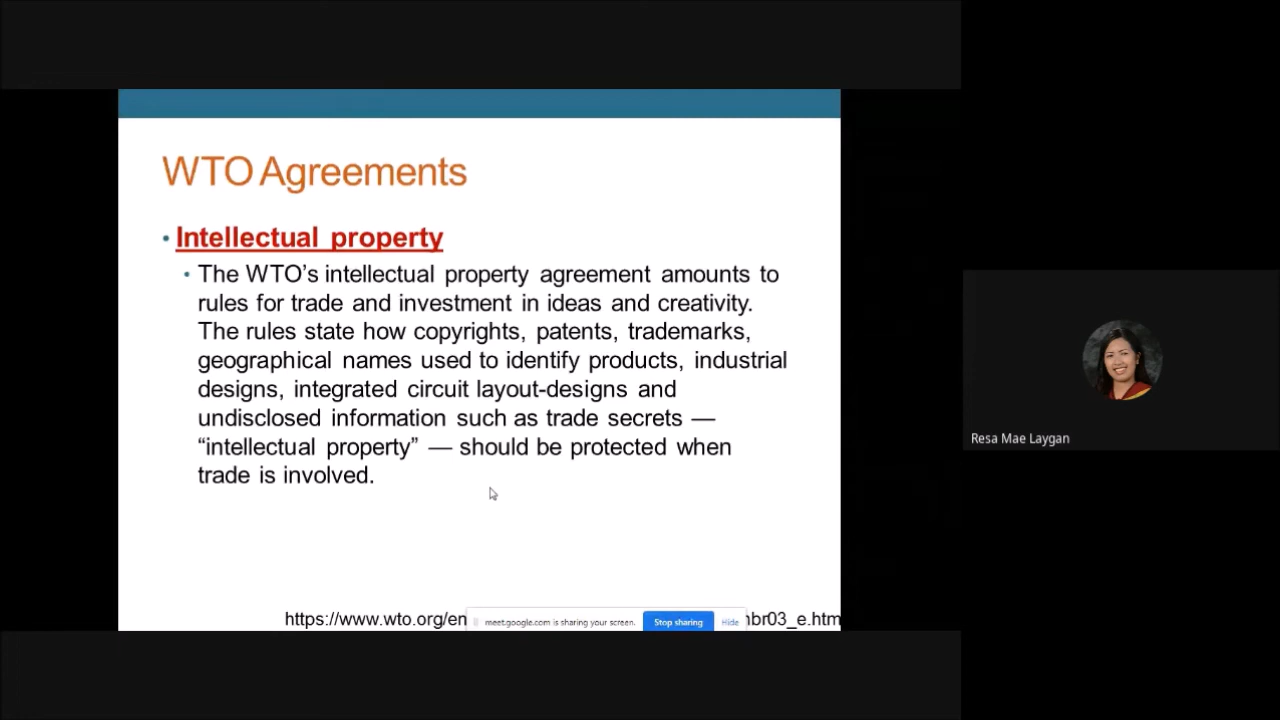 WTO Agreements
• Intellectual property
• The WTO’s intellectual property agreement amounts to
rules for trade and investment in ideas and creativity.
The rules state how copyrights, patents, trademarks,
geographical names used to identify products, industrial
designs, integrated circuit layout-designs and
undisclosed information such as trade secrets —
“intellectual property” — should be protected when
trade is involved.
Resa Mae Laygan
https://www.wto.org/en
meet.google.com is sharing your screen. Stop sharing Hide
br03_e.htm